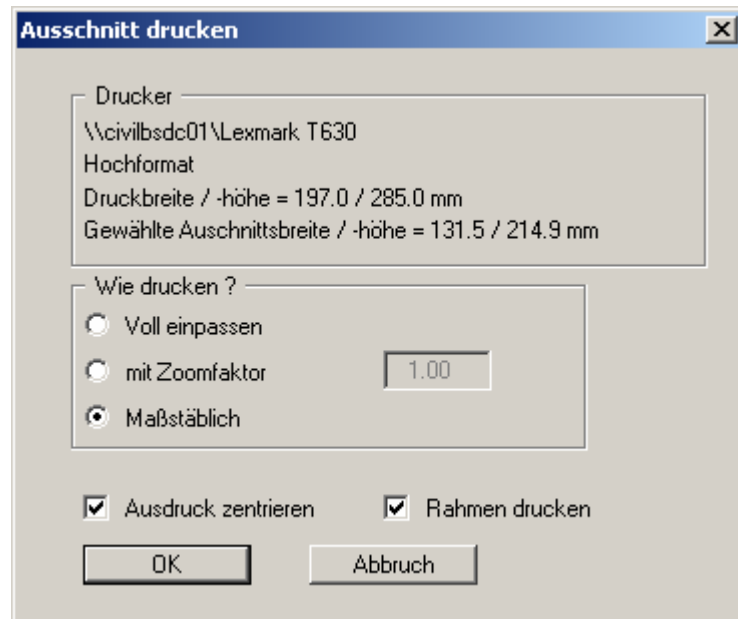 Ausschnitt drucken
Drucker
\\civilbsdc01\Lexmark T630
Hochformat
Druckbreite / -höhe = 197.0 / 285.0 mm
Gewählte Auschnittsbreite / -höhe = 131.5 / 214.9 mm
Wie drucken ?
Voll einpassen
mit Zoomfaktor 1.00
Maßstäblich
Ausdruck zentrieren Rahmen drucken
OK Abbruch